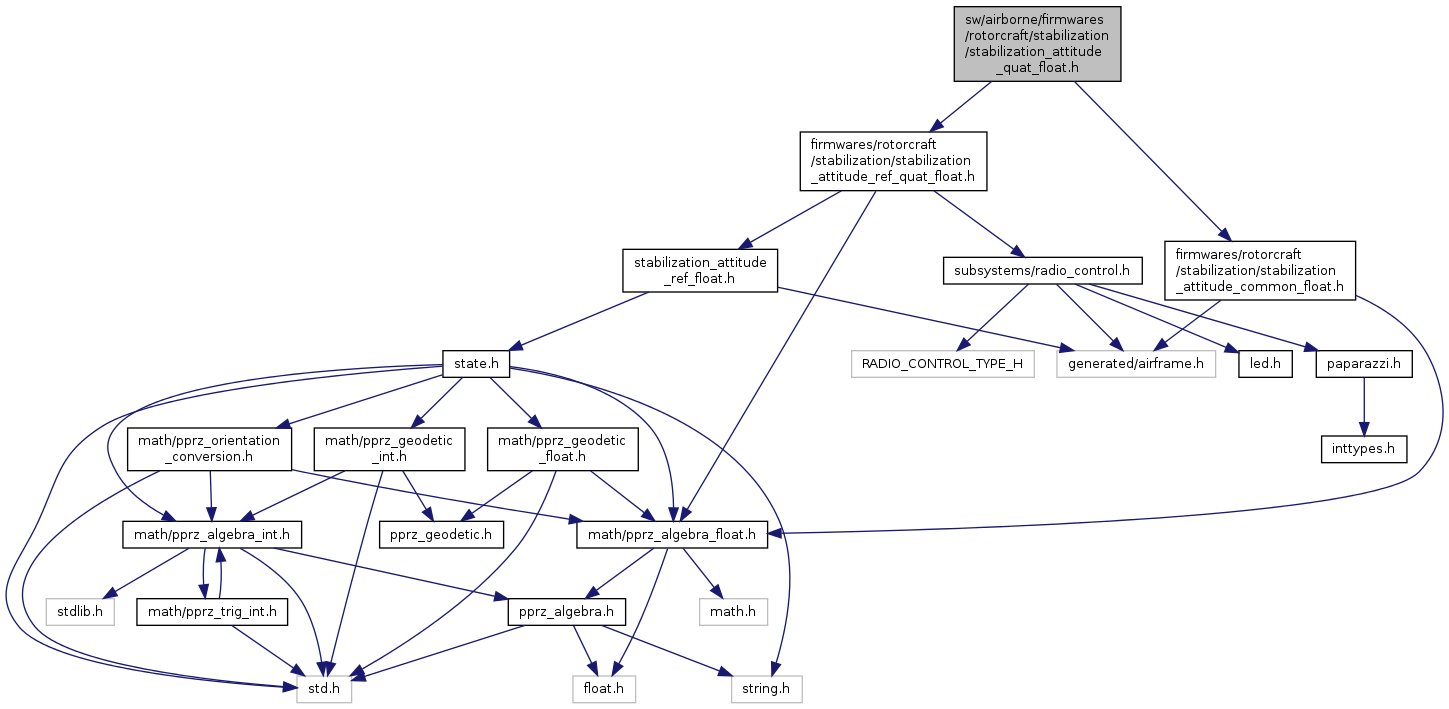 sw/airborne/firmwares
/rotorcraft/stabilization
/stabilization_attitude
_quat_float.h
firmwares/rotorcraft
/stabilization/stabilization
_attitude_ref_quat_float.h
stabilization_attitude
_ref_float.h
subsystems/radio_control.h
firmwares/rotorcraft
/stabilization/stabilization
_attitude_common_float.h
state.h
RADIO_CONTROL_TYPE_H
generated/airframe.h
led.h
paparazzi.h
math/pprz_orientation
_conversion.h
math/pprz_geodetic
_int.h
math/pprz_geodetic
_float.h
inttypes.h
math/pprz_algebra_int.h
pprz_geodetic.h
math/pprz_algebra_float.h
stdlib.h
math/pprz_trig_int.h
pprz_algebra.h
math.h
std.h
float.h
string.h